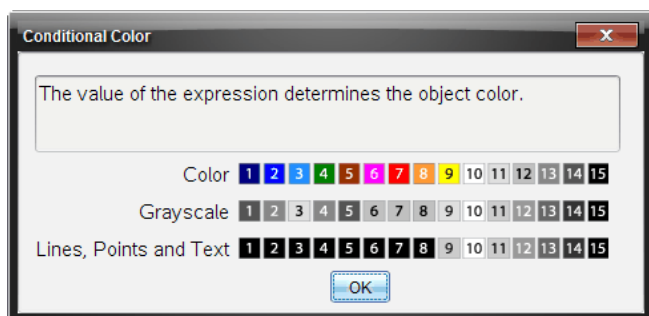 Conditional Color
X
The value of the expression determines the object color.
Color 1 2 3 4 5 6 7 8 9 10 11 12 13 14 15
Grayscale 1 2 3 4 5 6 7 8 9 10 11 12 13 14 15
Lines, Points and Text 1 2 3 4 5 6 7 8 9 10 11 12 13 14 15
OK